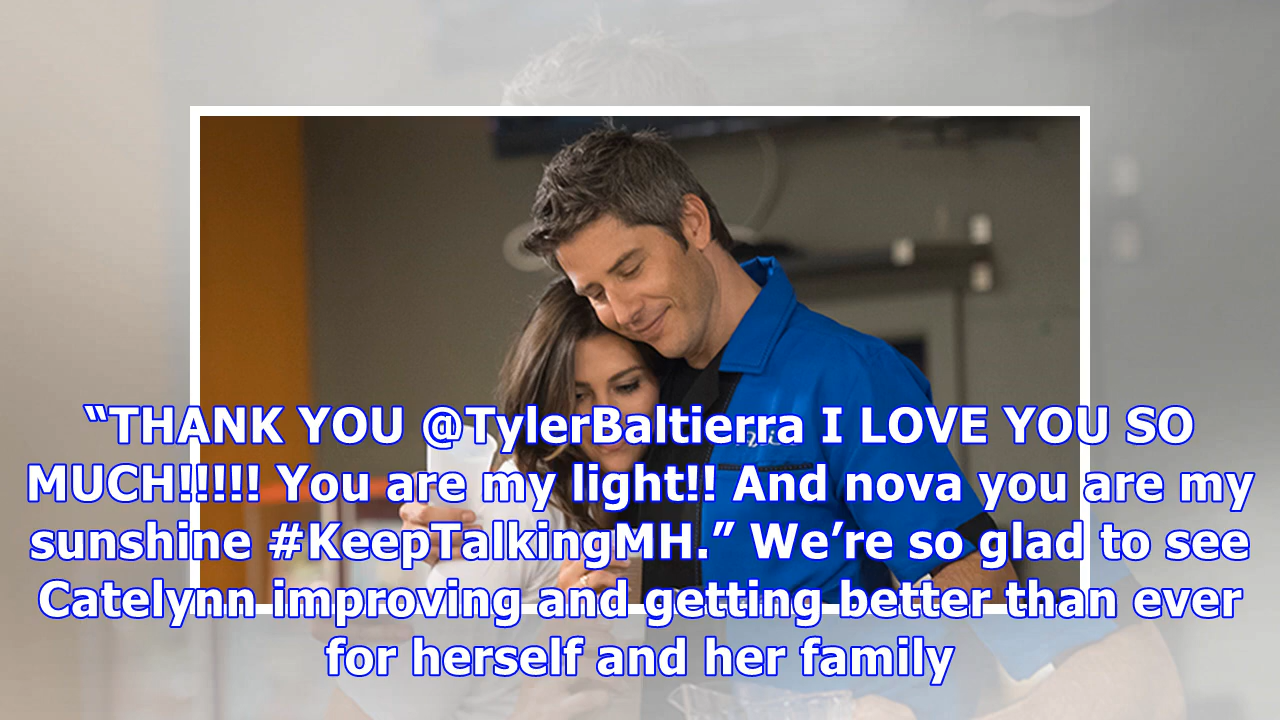 “THANK YOU @TylerBaltierra I LOVE YOU SO
MUCH!!!!! You are my light!! And nova you are my
sunshine #KeepTalkingMH.” We’re so glad to see
Catelynn improving and getting better than ever
for herself and her family